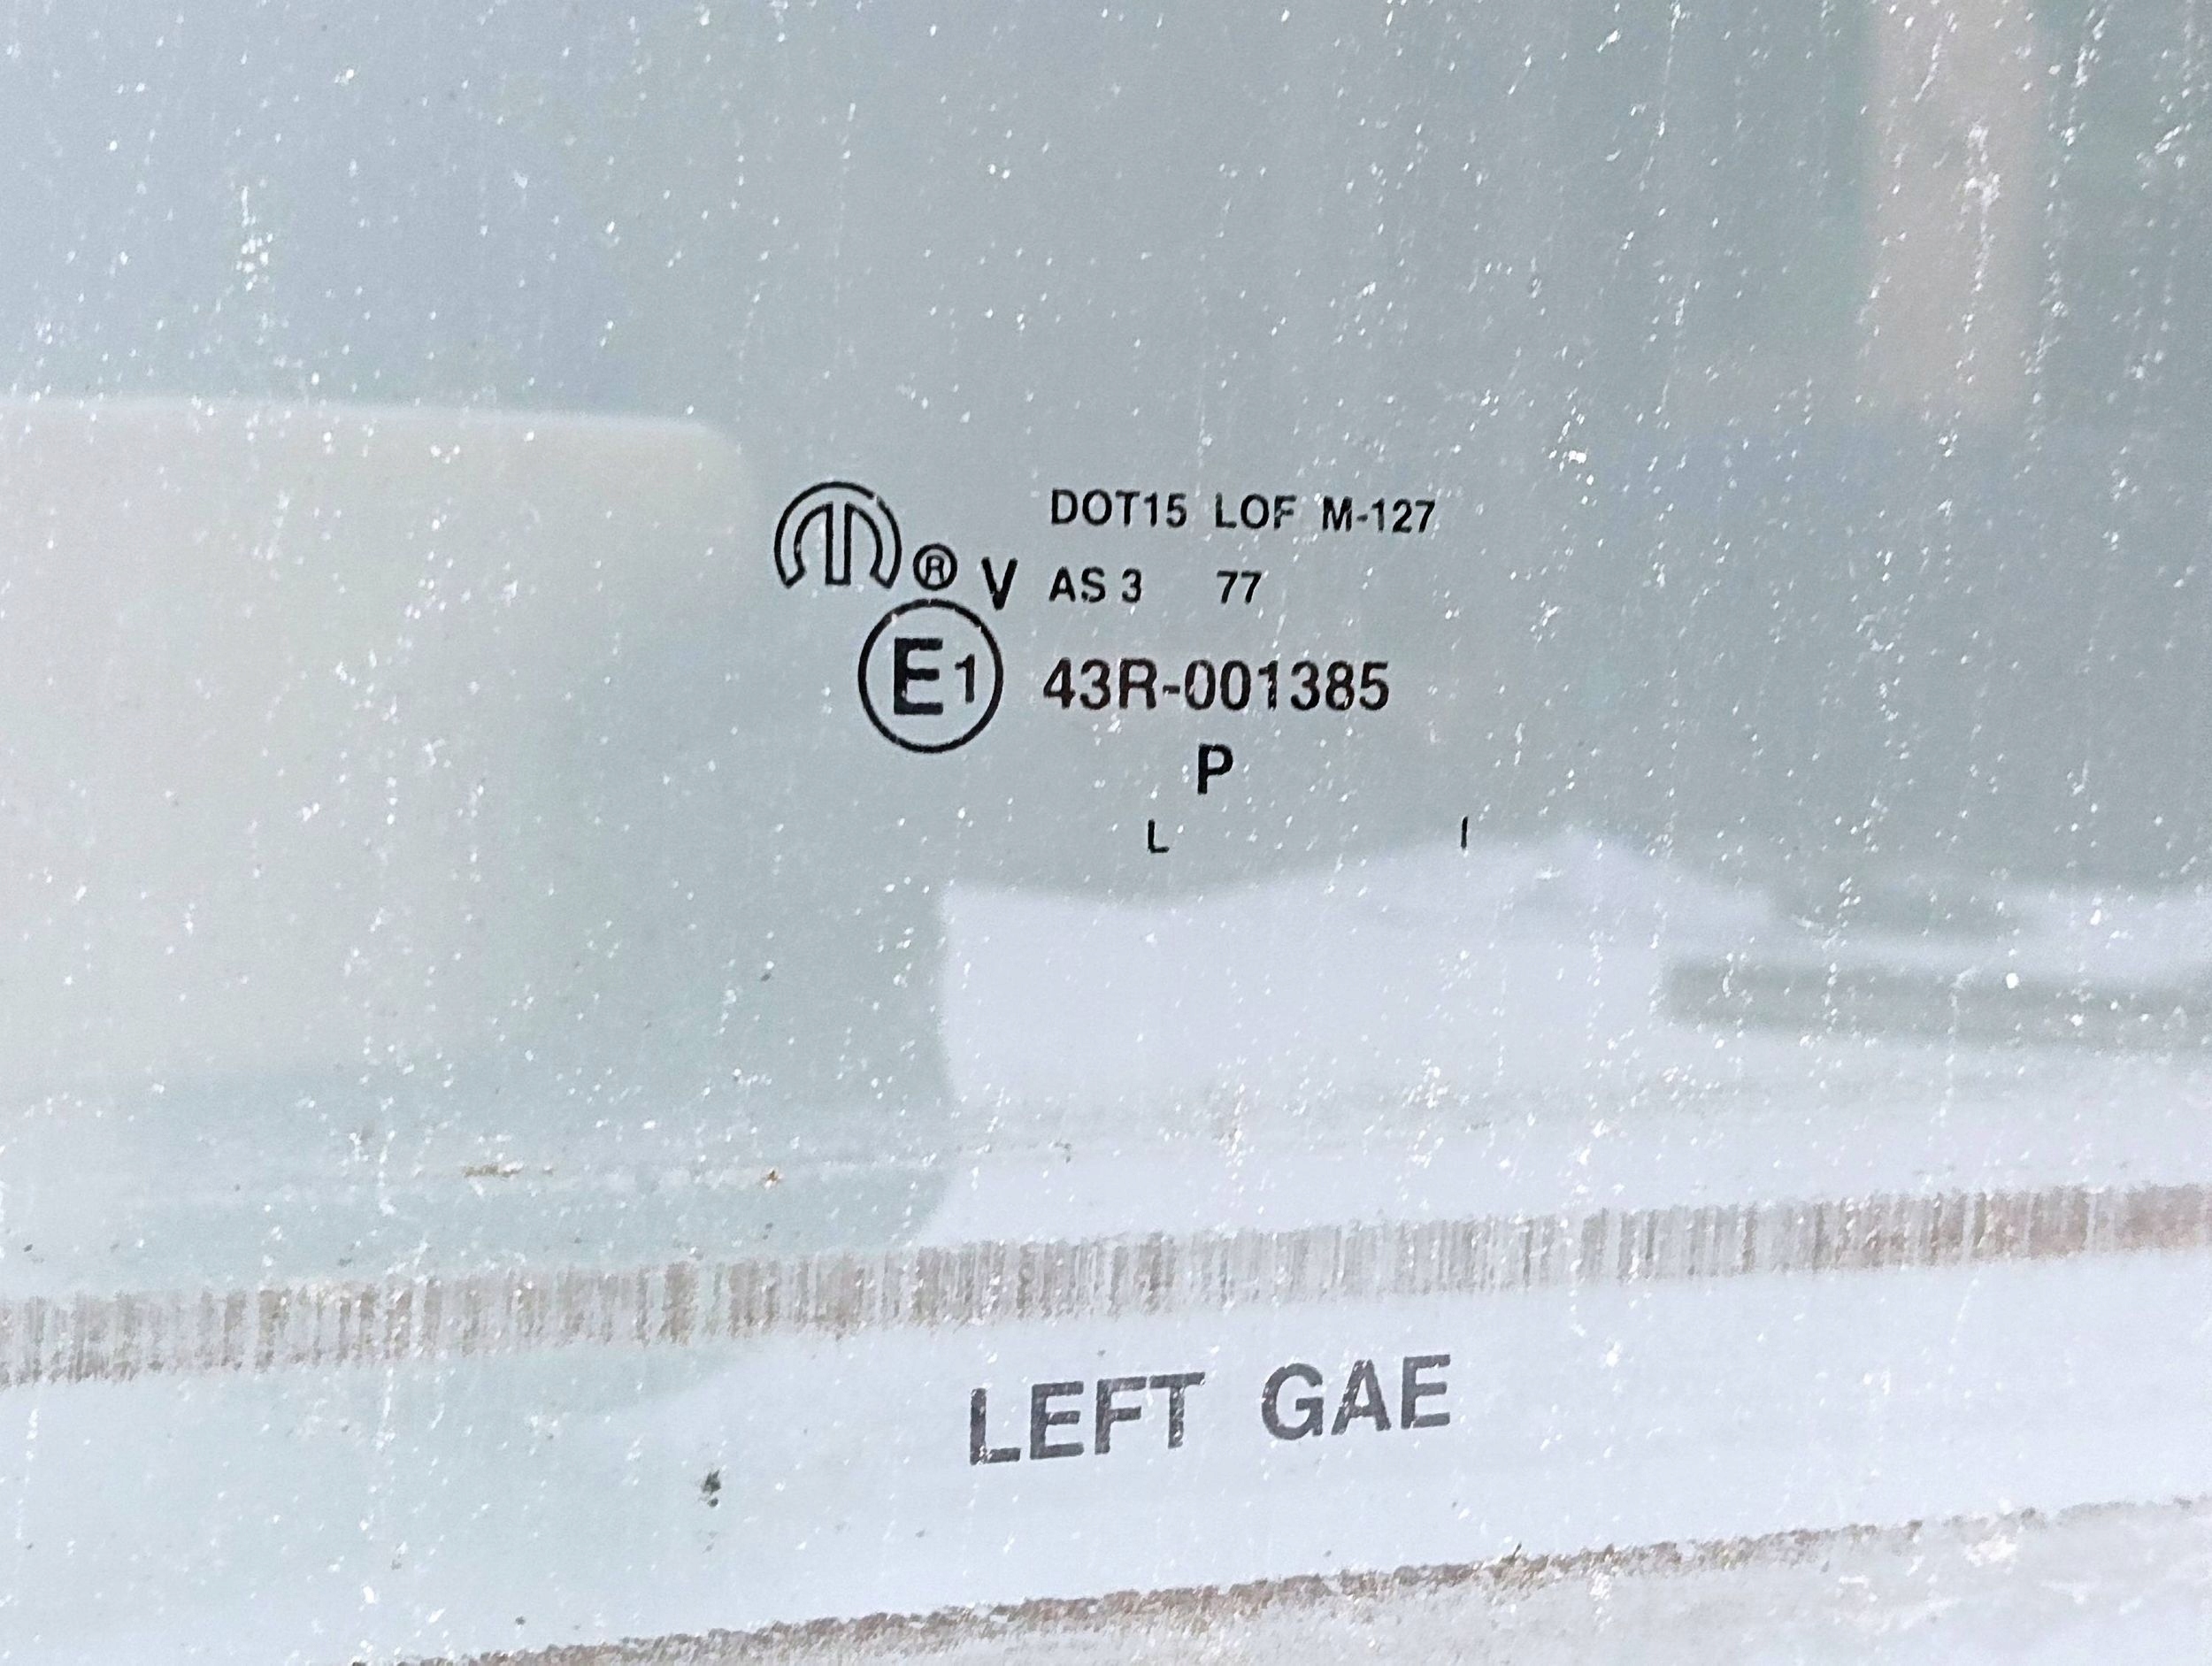 ® V DOT15 LOF M-127
AS 3 77
E1 43R-001385
P
L I
LEFT GAE